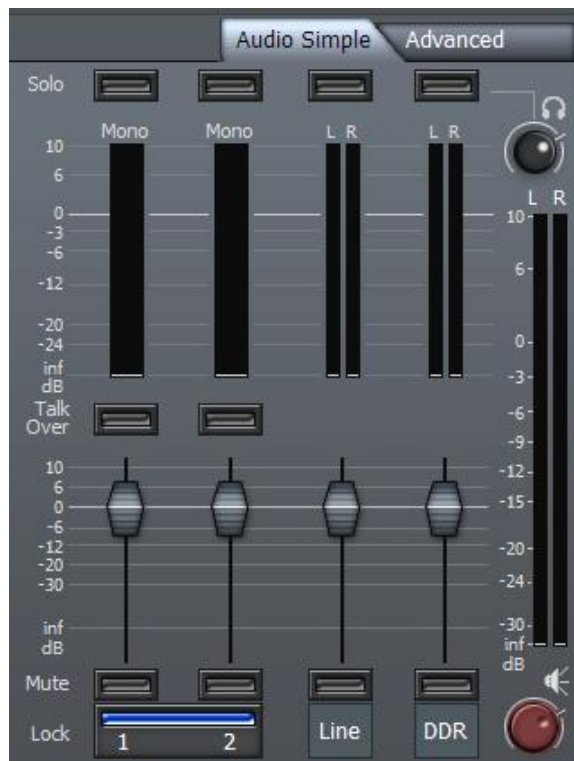 Audio Simple Advanced
Solo
Mono Mono L R L R
10
6
0
-3
-6
-12
-20
-24
inf
dB
L R
10
6
0
-3
-6
-9
-12
-15
-20
-24
-30
inf
dB
Talk
Over
10
6
0
-6
-12
-20
-30
inf
dB
Mute
Lock 1 2 Line DDR